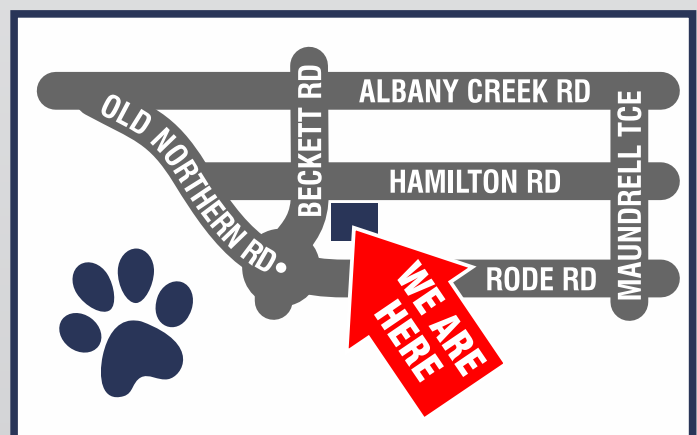 ALBANY CREEK RD
OLD NORTHERN RD
BECKETT RD
HAMILTON RD
MAUNDRELL TCE
RODE RD
WE ARE
HERE